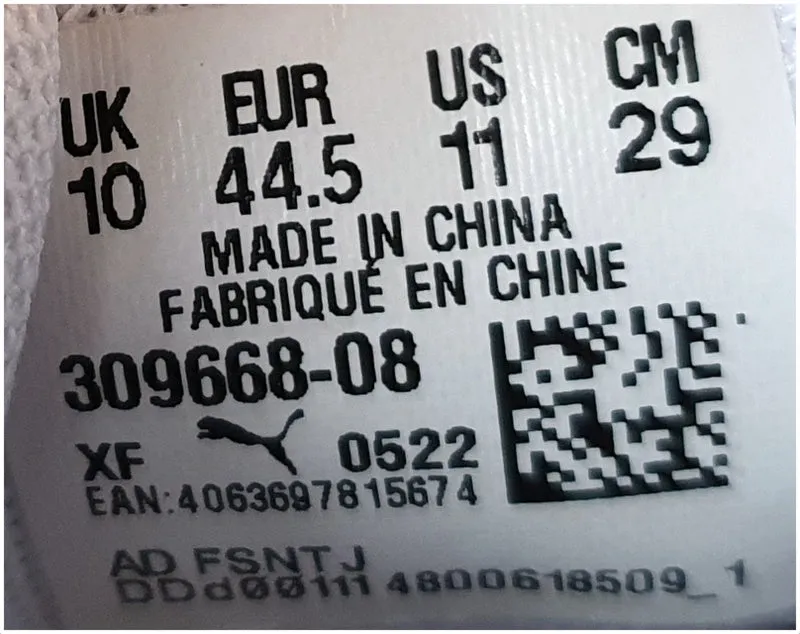 UK EUR US CM
10 44.5 11 29
MADE IN CHINA
FABRIQUÉ EN CHINE
309668-08
XF 0522
EAN:4063697815674
AD FSNTJ
DDd00111 4800618509_1